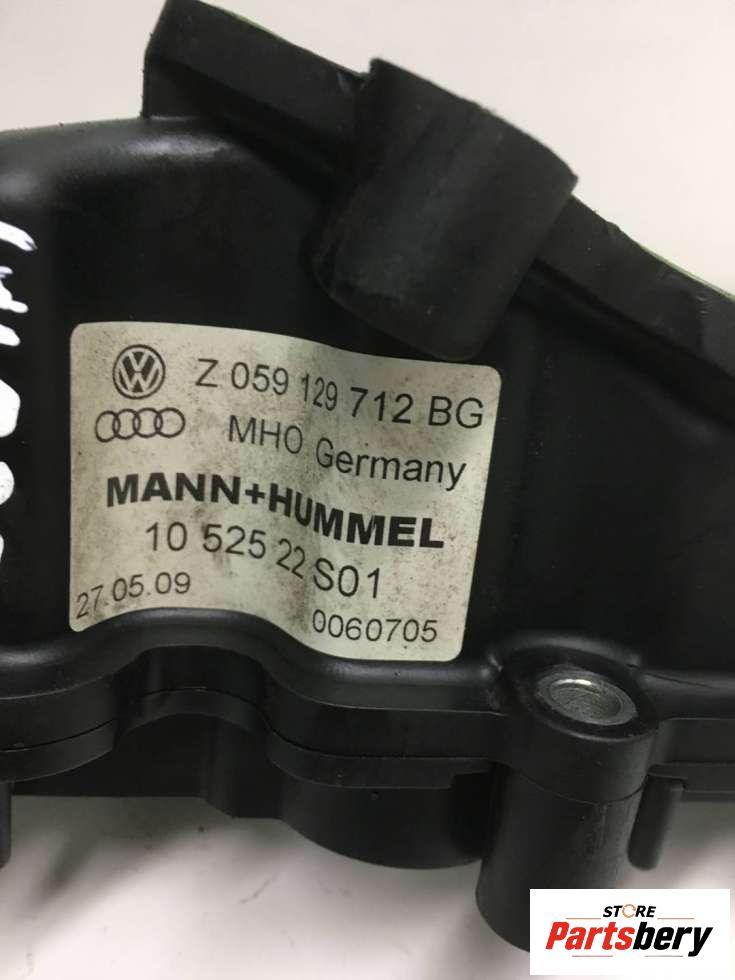 Z 059 129 712 BG
MHO Germany
MANN+HUMMEL
10 525 22 S01
27.05.09
0060705
STORE
Partsbery